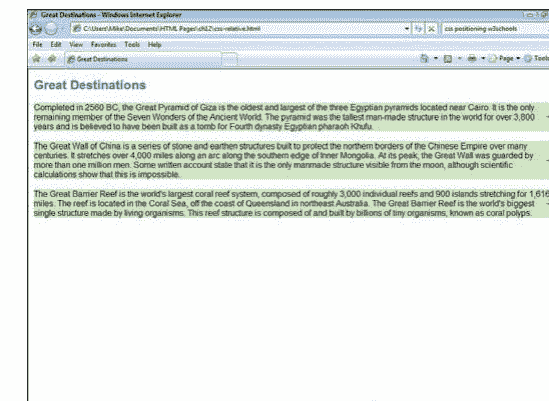 Great Destinations - Windows Internet Explorer
C:\Users\Mike\Documents\HTML Pages\ch12\css-relative.html css positioning w3schools
File Edit View Favorites Tools Help
Great Destinations Page Tools
Great Destinations
Completed in 2560 BC, the Great Pyramid of Giza is the oldest and largest of the three Egyptian pyramids located near Cairo. It is the only
remaining member of the Seven Wonders of the Ancient World. The pyramid was the tallest man-made structure in the world for over 3,800
years and is believed to have been built as a tomb for Fourth dynasty Egyptian pharaoh Khufu.
The Great Wall of China is a series of stone and earthen structures built to protect the northern borders of the Chinese Empire over many
centuries. It stretches over 4,000 miles along an arc along the southern edge of Inner Mongolia. At its peak, the Great Wall was guarded by
more than one million men. Some written account state that it is the only manmade structure visible from the moon, although scientific
calculations show that this is impossible.
The Great Barrier Reef is the world's largest coral reef system, composed of roughly 3,000 individual reefs and 900 islands stretching for 1,616
miles. The reef is located in the Coral Sea, off the coast of Queensland in northeast Australia. The Great Barrier Reef is the world's biggest
single structure made by living organisms. This reef structure is composed of and built by billions of tiny organisms, known as coral polyps.